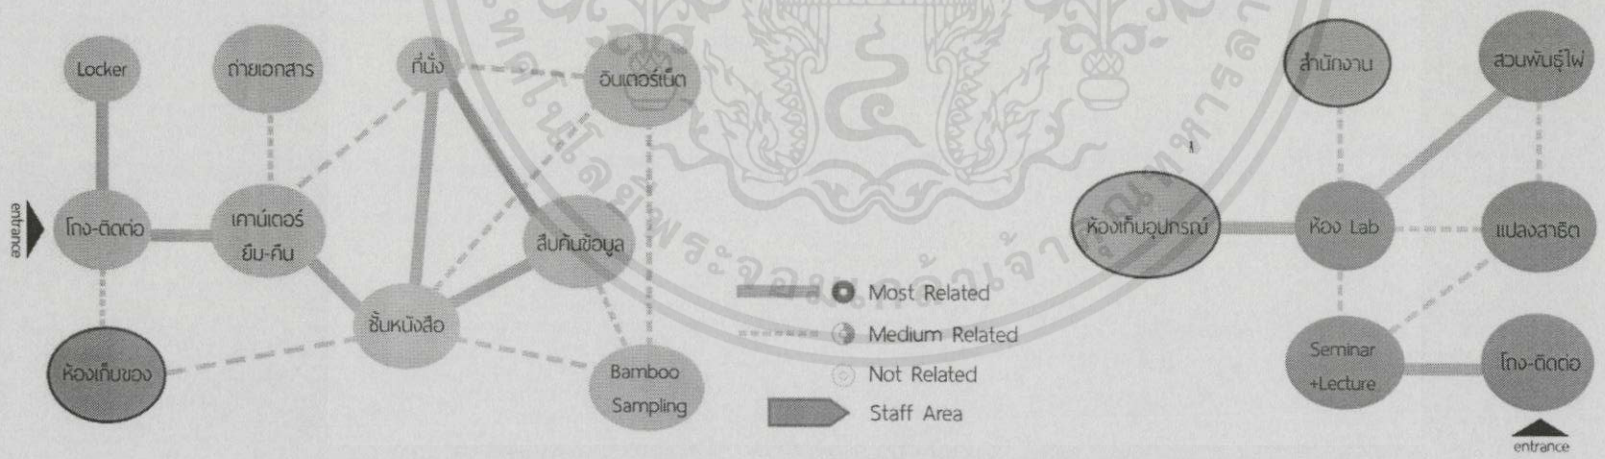 Locker
ถ่ายเอกสาร
ที่นั่ง
อินเตอร์เน็ต
entrance
โถง-ติดต่อ
เคาน์เตอร์
ยืม-คืน
สืบค้นข้อมูล
ชั้นหนังสือ
ห้องเก็บของ
Bamboo
Sampling
Most Related
Medium Related
Not Related
Staff Area
สำนักงาน
สวนพันธุ์ไผ่
ห้องเก็บอุปกรณ์
ห้อง Lab
แปลงสาธิต
Seminar
+Lecture
โถง-ติดต่อ
entrance